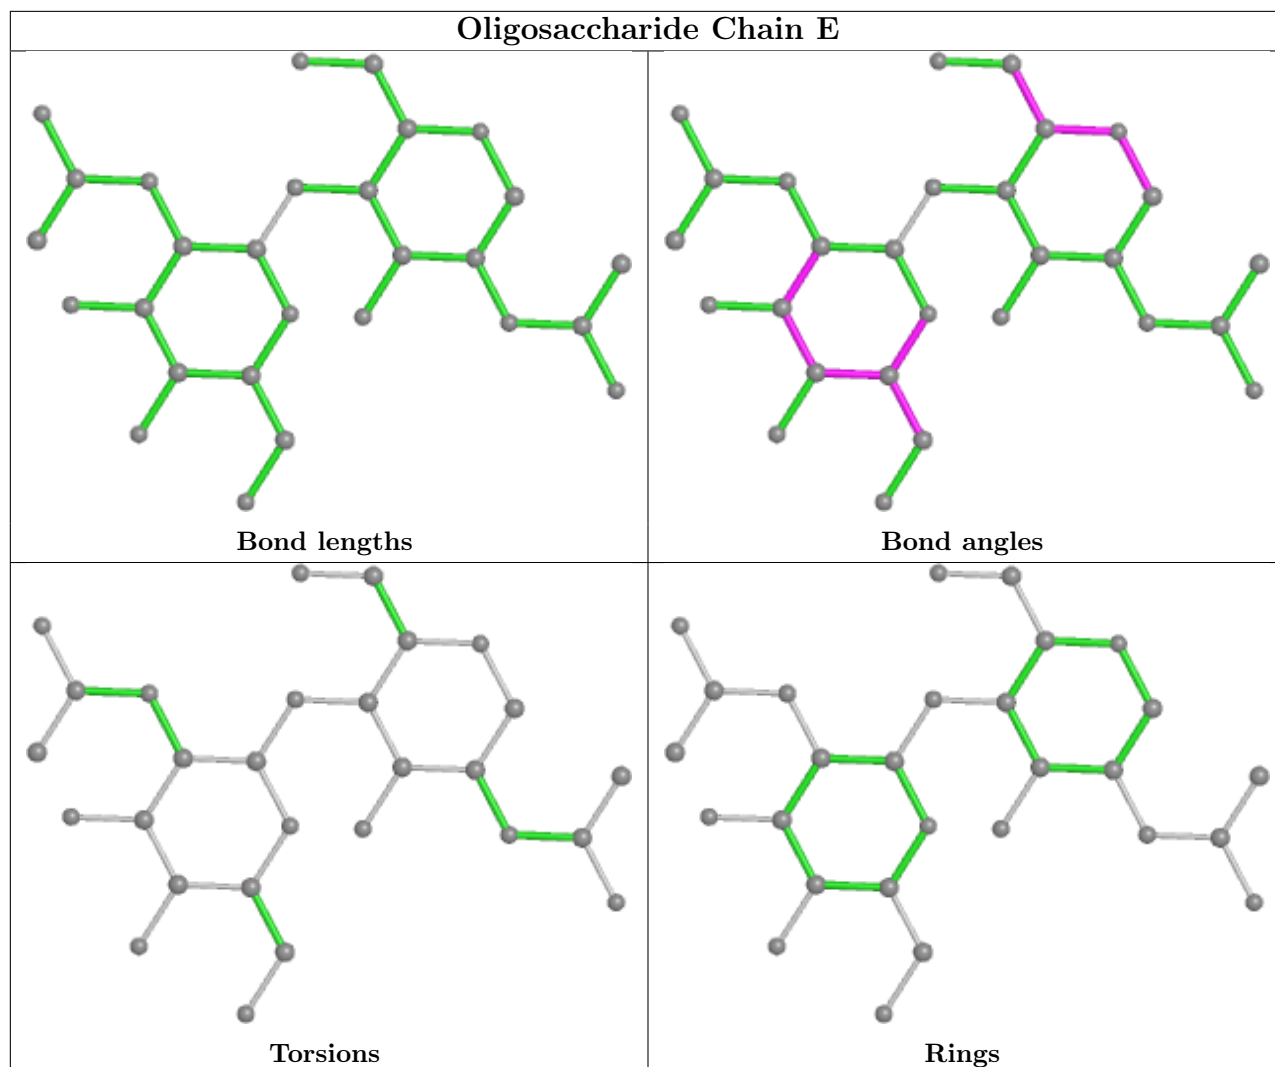 Oligosaccharide Chain E
Bond lengths
Bond angles
Torsions
Rings